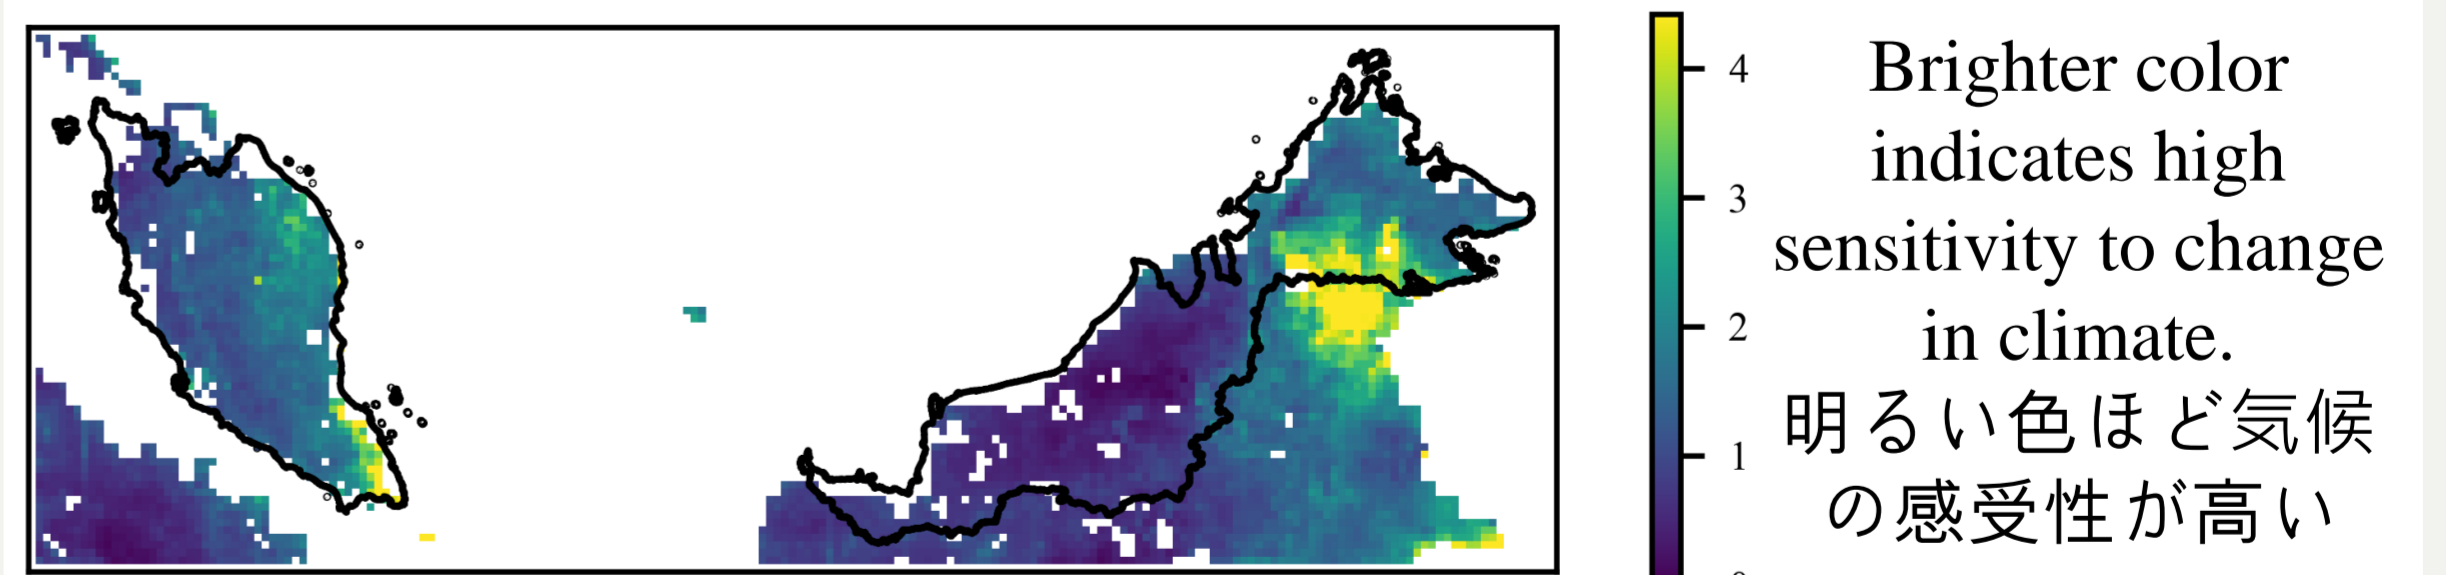 4
3
2
1
Brighter color
indicates high
sensitivity to change
in climate.
明るい色ほど気候
の感受性が高い